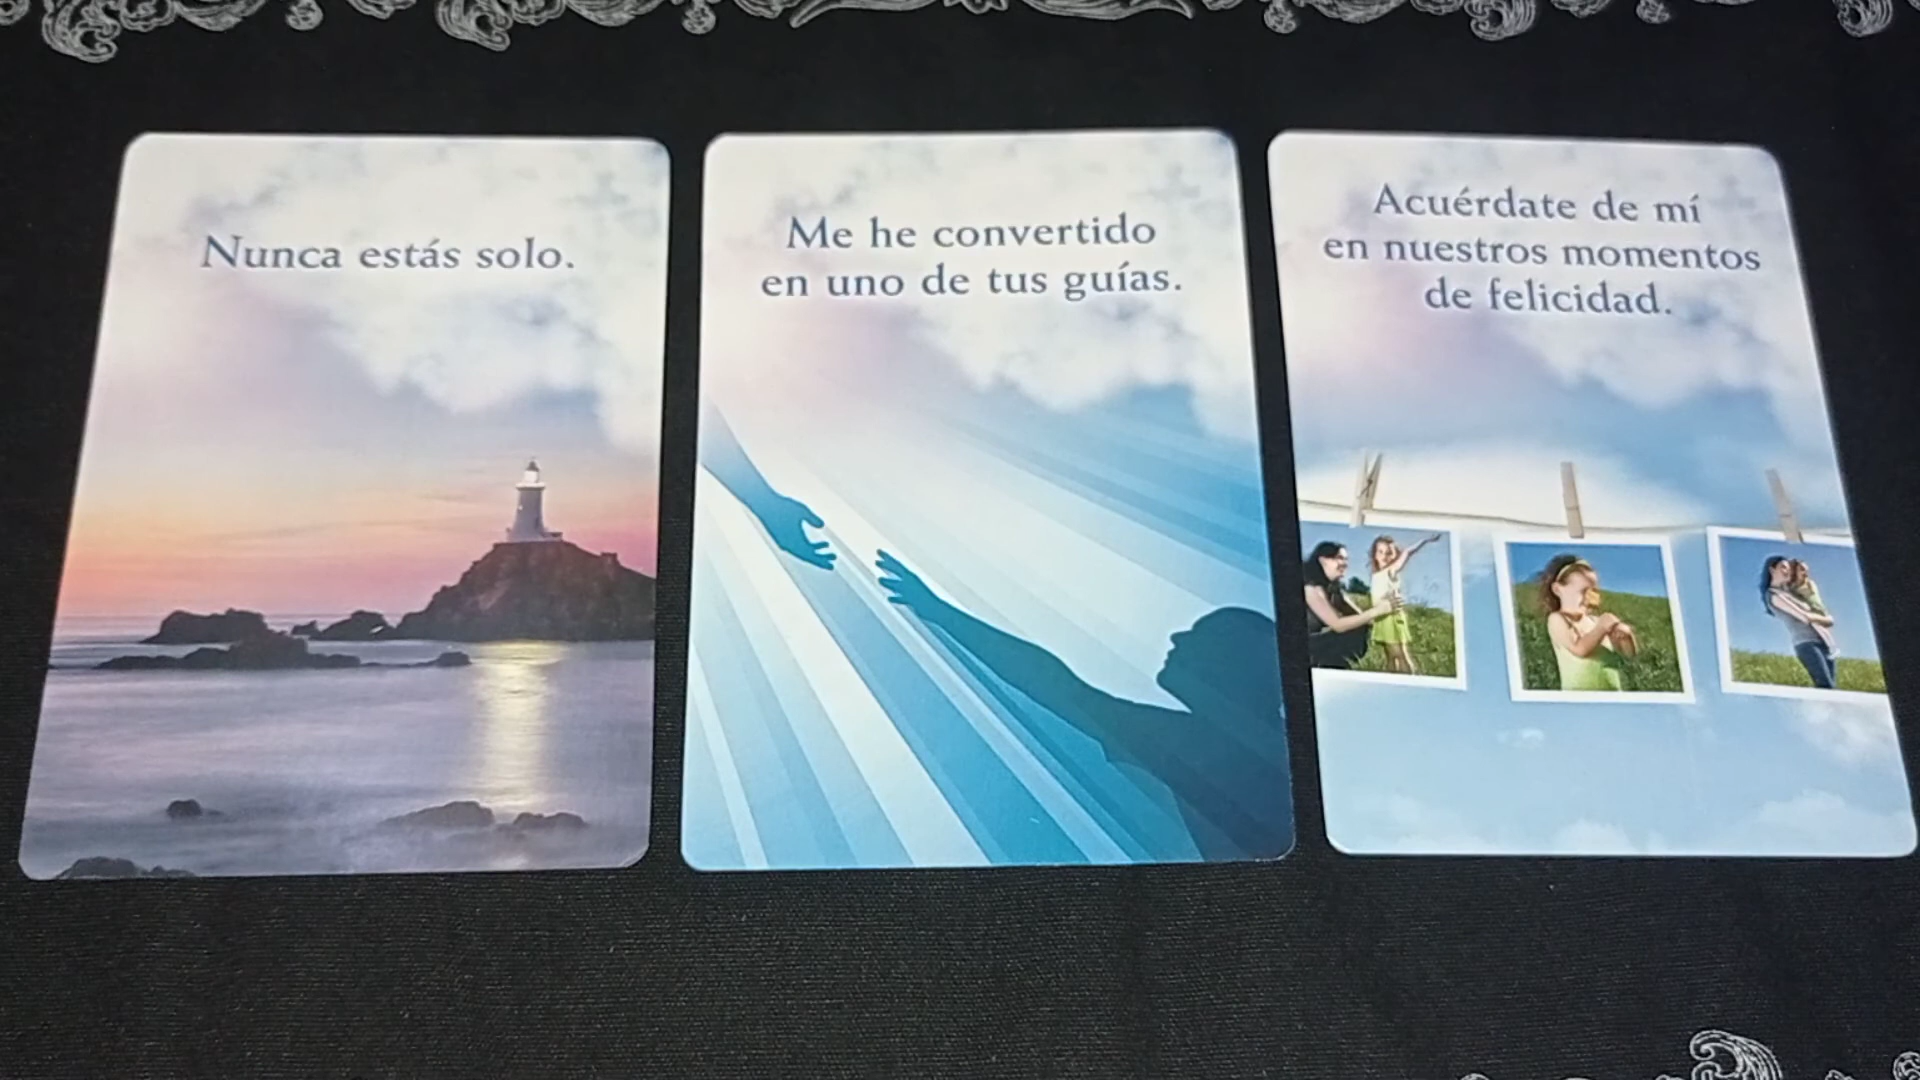 Nunca estás solo.
Me he convertido
en uno de tus guías.
Acuérdate de mí
en nuestros momentos
de felicidad.